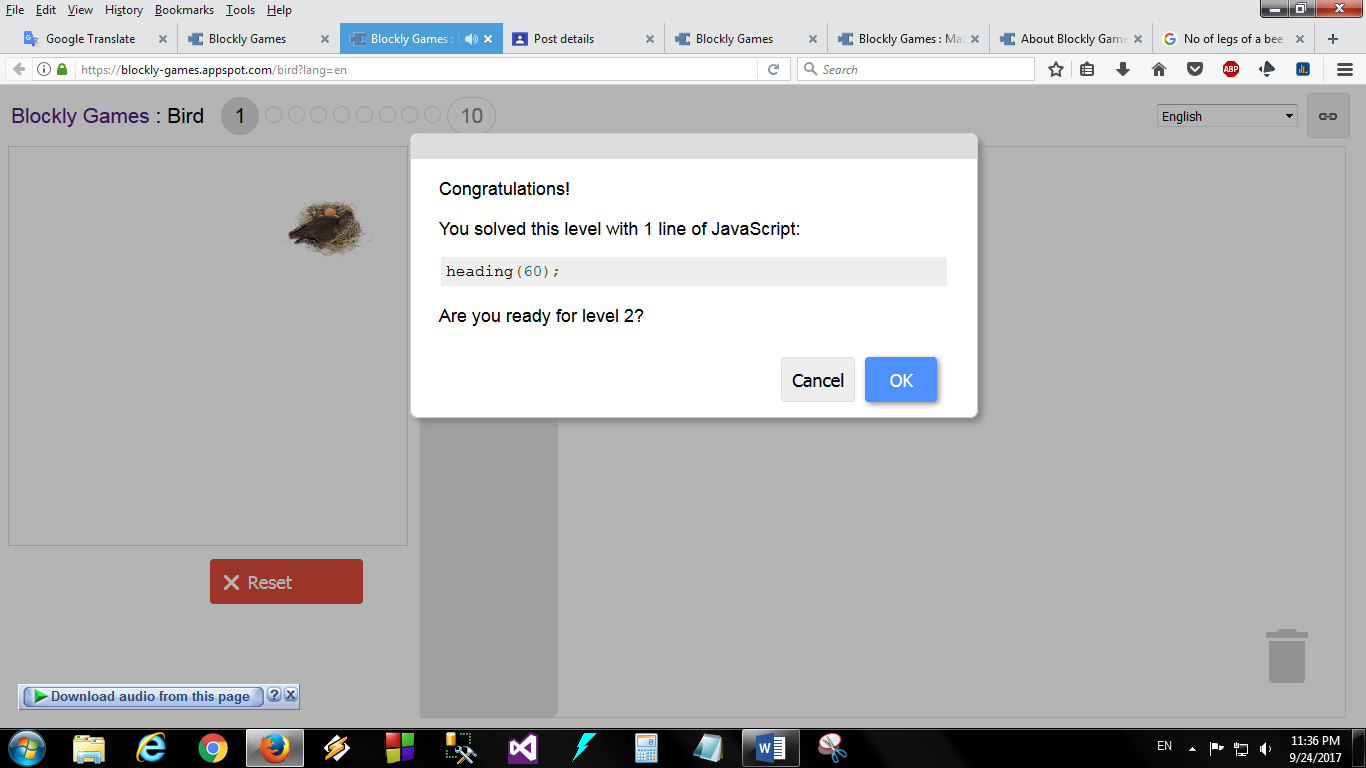 File Edit View History Bookmarks Tools Help
Google Translate
Blockly Games
Blockly Games :
Post details
Blockly Games
Blockly Games : Ma
About Blockly Game
No of legs of a bee -
https://blockly-games.appspot.com/bird?lang=en
Search
ABP
Blockly Games : Bird 1 10
English
Congratulations!
You solved this level with 1 line of JavaScript:
heading(60);
Are you ready for level 2?
Cancel OK
Reset
Download audio from this page ? X
EN
11:36 PM
9/24/2017